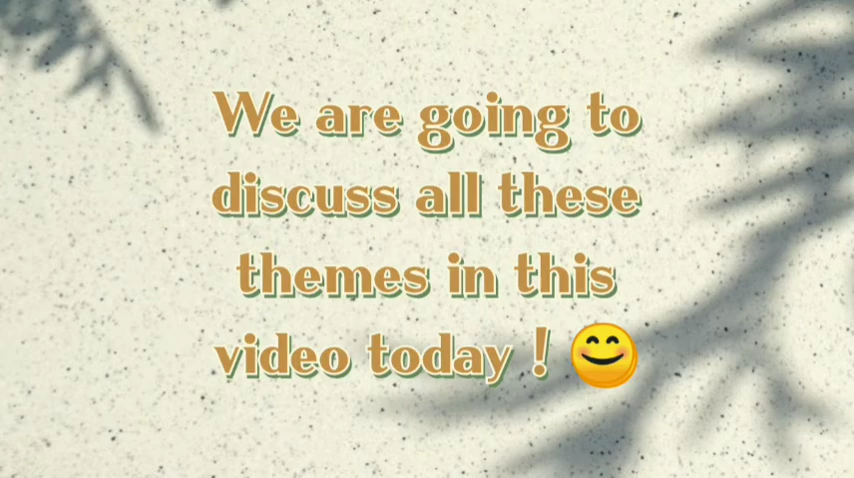 We are going to
discuss all these
themes in this
video today ! 😊